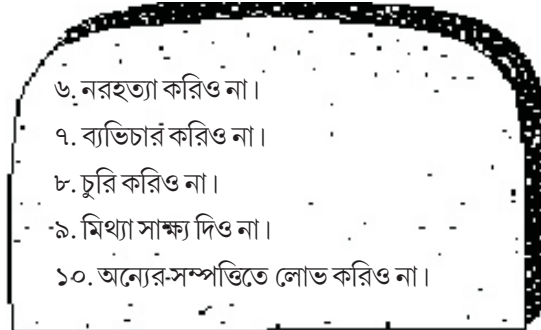 ৬. নরহত্যা করিও না।
৭. ব্যভিচার করিও না।
৮. চুরি করিও না।
৯. মিথ্যা সাক্ষ্য দিও না।
১০. অন্যের সম্পত্তিতে লোভ করিও না।